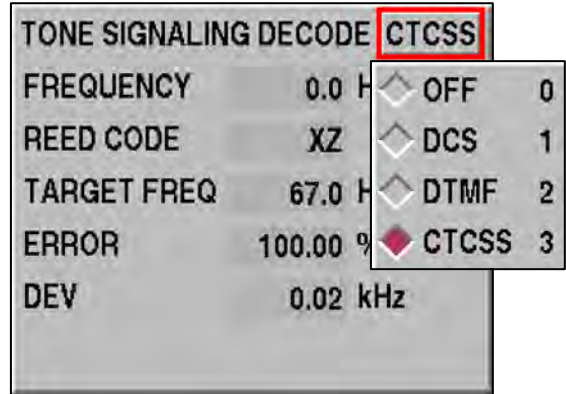 TONE SIGNALING DECODE CTCSS
FREQUENCY 0.0 H OFF 0
REED CODE XZ DCS 1
TARGET FREQ 67.0 H DTMF 2
ERROR 100.00 % CTCSS 3
DEV 0.02 kHz